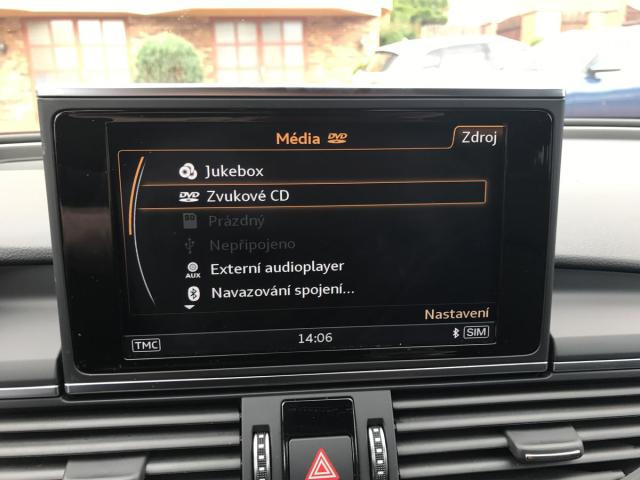 Média DVD
Zdroj
Jukebox
DVD Zvukové CD
SD Prázdný
Nepřipojeno
AUX Externí audioplayer
Navazování spojení...
Nastavení
TMC 14:06 SIM